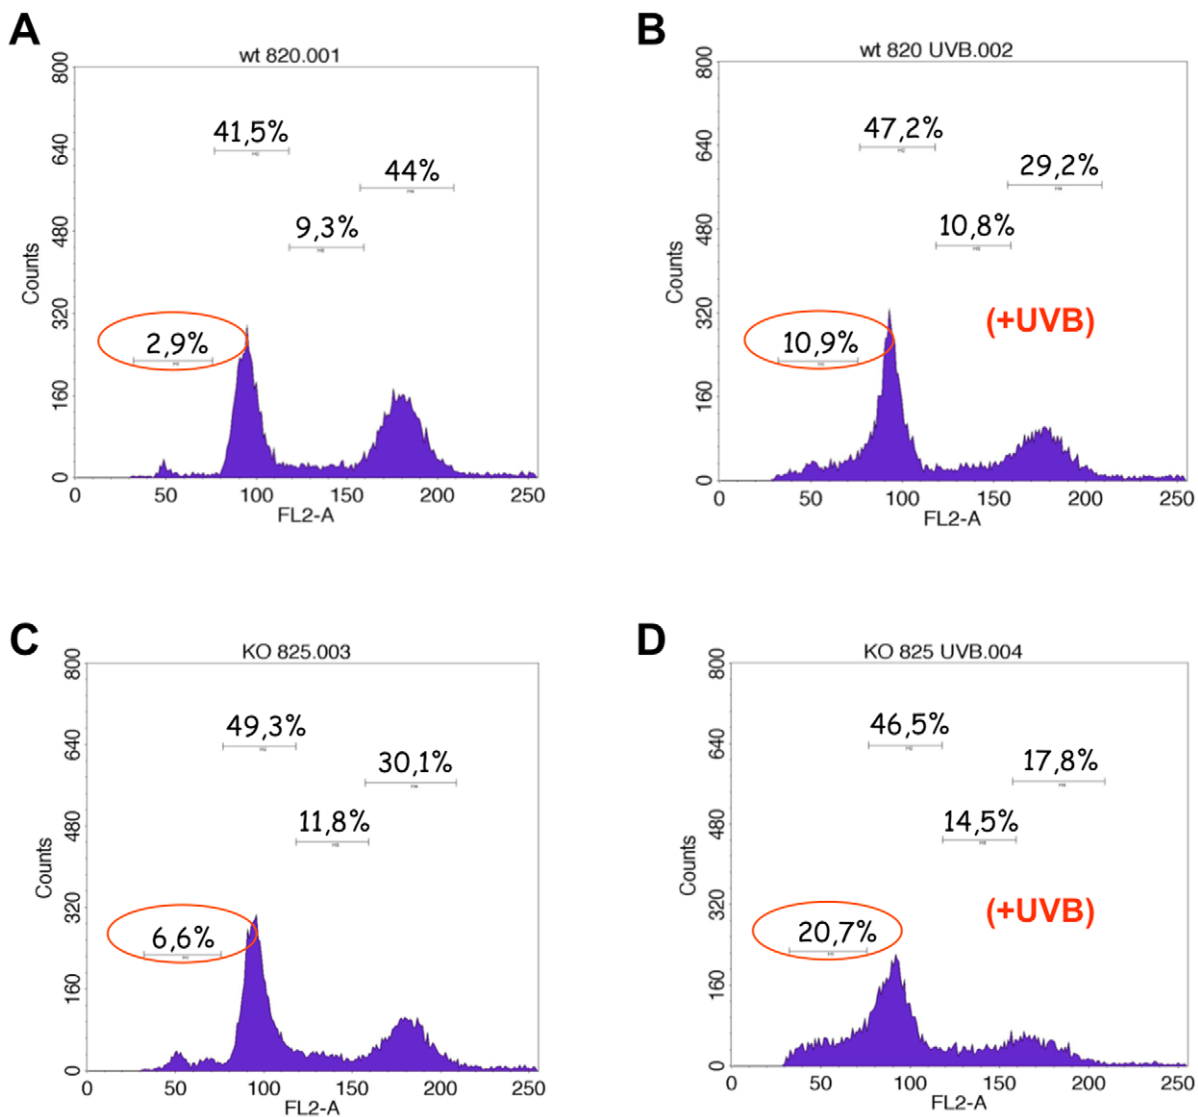 A
wt 820.001
800
640
480
320
160
0
Counts
41,5%
44%
9,3%
2,9%
0 50 100 150 200 250
FL2-A
B
wt 820 UVB.002
800
640
480
320
160
0
Counts
47,2%
29,2%
10,8%
(+UVB)
10,9%
0 50 100 150 200 250
FL2-A
C
KO 825.003
800
640
480
320
160
0
Counts
49,3%
30,1%
11,8%
6,6%
0 50 100 150 200 250
FL2-A
D
KO 825 UVB.004
800
640
480
320
160
0
Counts
46,5%
17,8%
14,5%
(+UVB)
20,7%
0 50 100 150 200 250
FL2-A